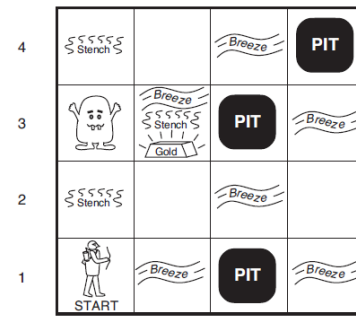 4 Stench Breeze PIT
Breeze
3 Stench PIT Breeze
Gold
2 Stench Breeze
1 Breeze PIT Breeze
START